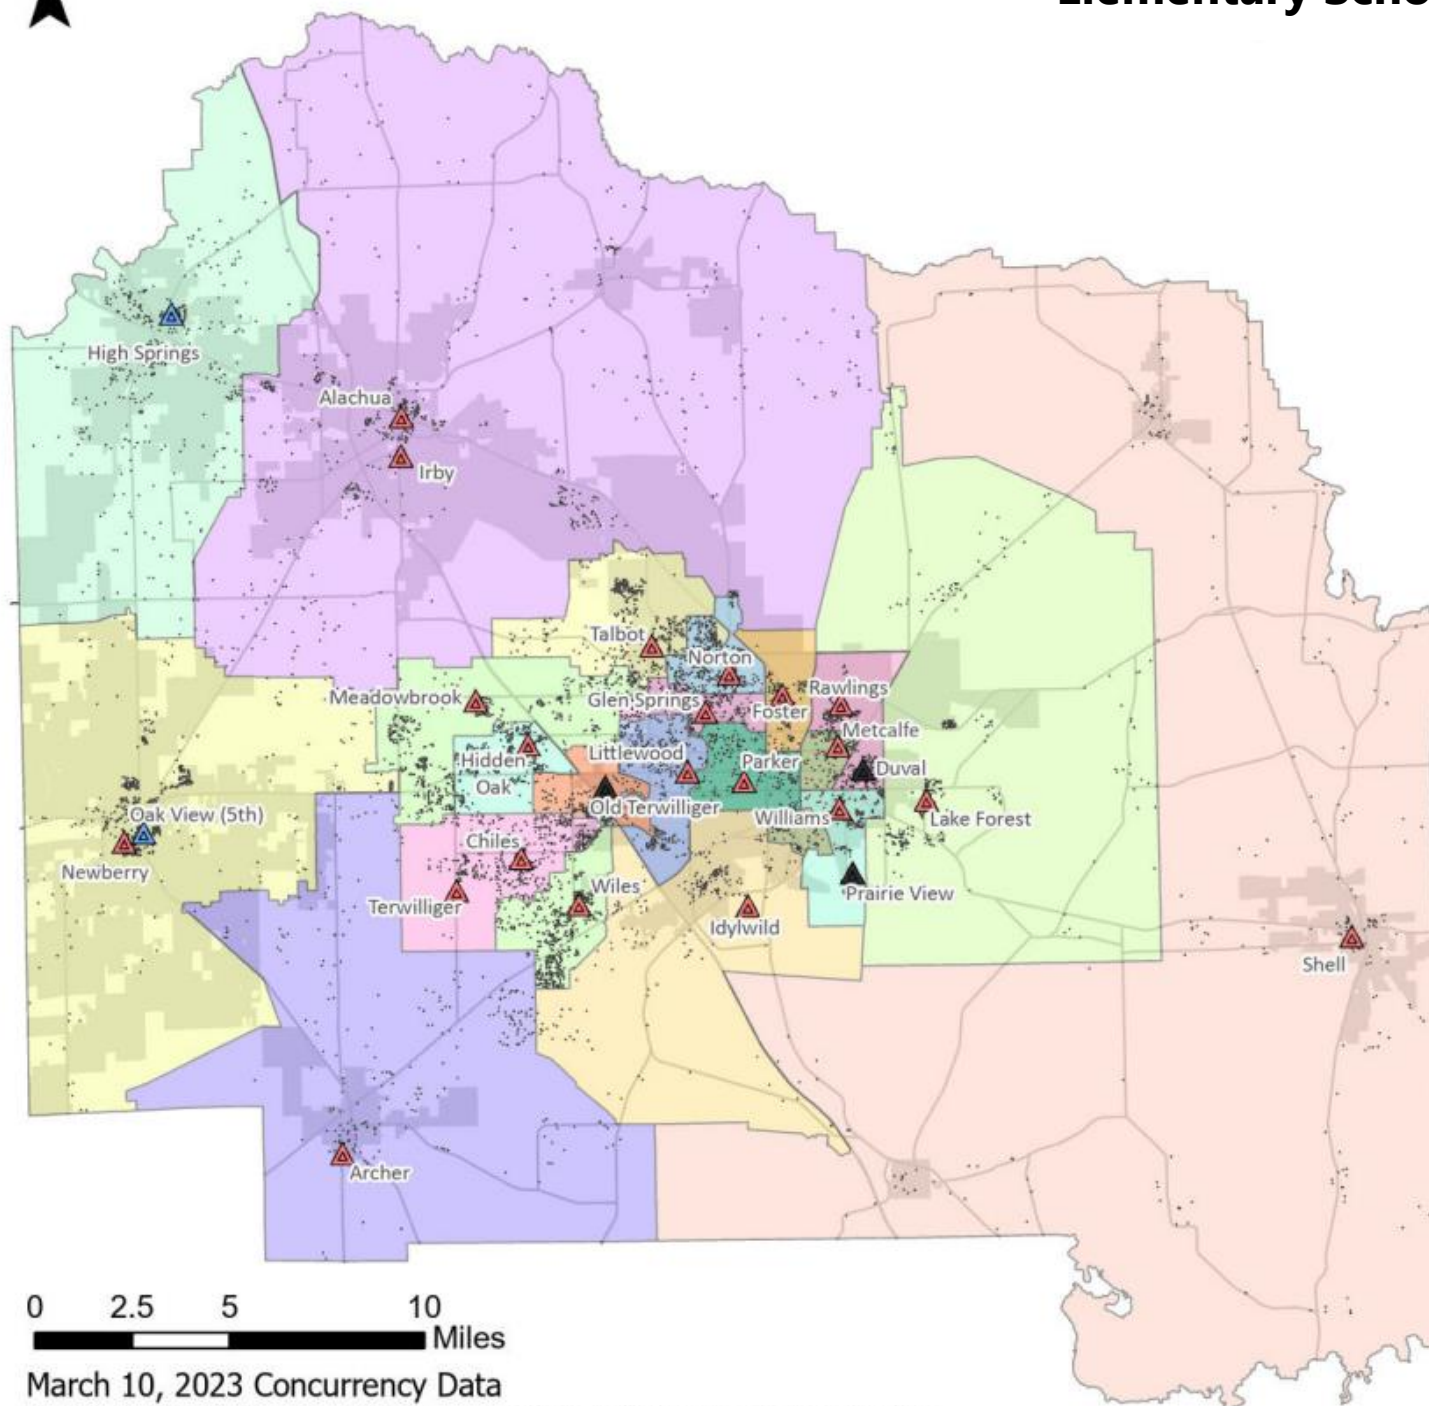 Elementary Scho
High Springs
Alachua
Irby
Talbot
Norton
Meadowbrook
Glen Springs
Rawlings
Foster
Metcalfe
Hidden
Oak
Littlewood
Parker
Duval
Old Terwilliger
Williams
Lake Forest
Oak View (5th)
Newberry
Chiles
Terwilliger
Wiles
Prairie View
Idylwild
Shell
Archer
0 2.5 5 10
Miles
March 10, 2023 Concurrency Data